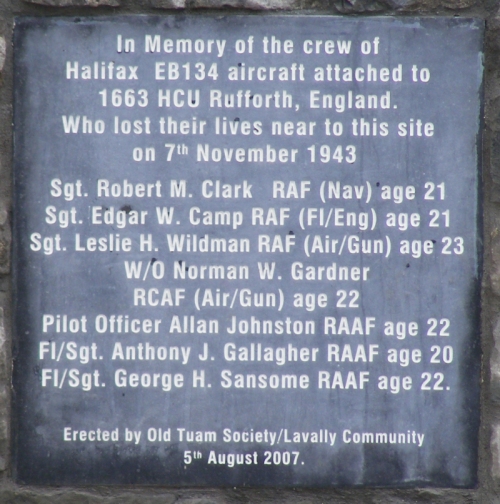 In Memory of the crew of
Halifax EB134 aircraft attached to
1663 HCU Rufforth, England.
Who lost their lives near to this site
on 7th November 1943
Sgt. Robert M. Clark RAF (Nav) age 21
Sgt. Edgar W. Camp RAF (Fl/Eng) age 21
Sgt. Leslie H. Wildman RAF (Air/Gun) age 23
W/O Norman W. Gardner
RCAF (Air/Gun) age 22
Pilot Officer Allan Johnston RAAF age 22
Fl/Sgt. Anthony J. Gallagher RAAF age 20
Fl/Sgt. George H. Sansome RAAF age 22.
Erected by Old Tuam Society/Lavally Community
5th August 2007.